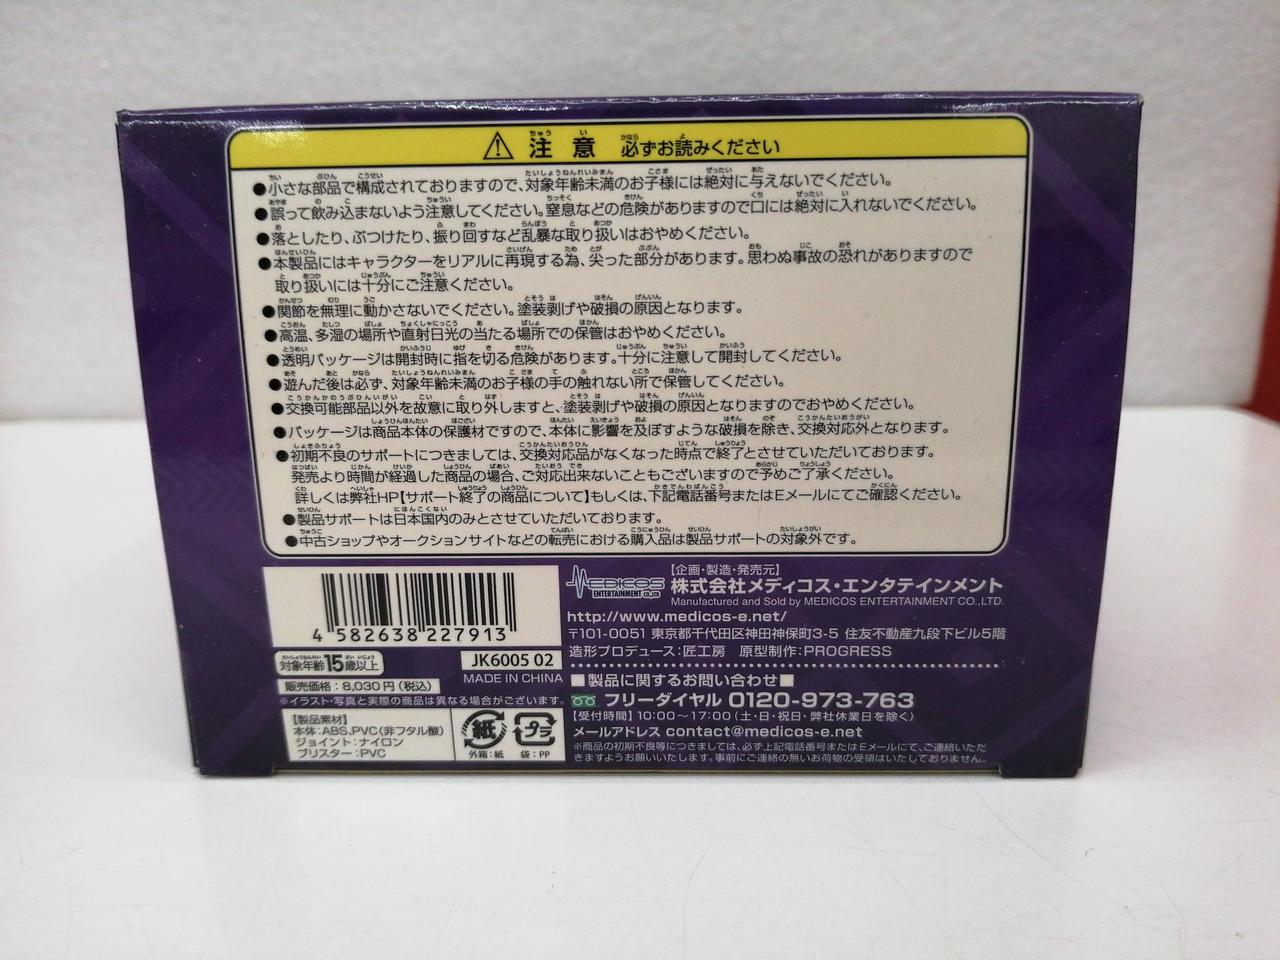 注意 必ずお読みください
●小さな部品で構成されておりますので、対象年齢未満のお子様には絶対に与えないでください。
●誤って飲み込まないよう注意してください。窒息などの危険がありますので口には絶対に入れないでください。
●落としたり、ぶつけたり、振り回すなど乱暴な取り扱いはおやめください。
●本製品にはキャラクターをリアルに再現する為、尖った部分があります。思わぬ事故の恐れがありますので
取り扱いには十分にご注意ください。
●関節を無理に動かさないでください。塗装剥げや破損の原因となります。
●高温、多湿の場所や直射日光の当たる場所での保管はおやめください。
●透明パッケージは開封時に指を切る危険があります。十分に注意して開封してください。
●遊んだ後は必ず、対象年齢未満のお子様の手の触れない所で保管してください。
●交換可能部品以外を故意に取り外しますと、塗装剥げや破損の原因となりますのでおやめください。
●パッケージは商品本体の保護材ですので、本体に影響を及ぼすような破損を除き、交換対応外となります。
●初期不良のサポートにつきましては、交換対応品がなくなった時点で終了とさせていただいております。
発売より時間が経過した商品の場合、ご対応出来ないこともございますので予めご了承ください。
詳しくは弊社HP【サポート終了の商品について】もしくは、下記電話番号またはEメールにてご確認ください。
●製品サポートは日本国内のみとさせていただいております。
●中古ショップやオークションサイトなどの転売における購入品は製品サポートの対象外です。
4 582638 227913
対象年齢15歳以上
JK6005 02
販売価格：8,030円（税込）
MADE IN CHINA
※イラスト・写真と実際の商品は異なる場合がございます。
【製品素材】
本体：ABS,PVC（非フタル酸）
ジョイント：ナイロン
ブリスター：PVC
紙
外箱：紙
プラ
袋：PP
MEDICOS
ENTERTAINMENT CO.,LTD
【企画・製造・発売元】
株式会社メディコス・エンタテインメント
Manufactured and Sold by MEDICOS ENTERTAINMENT CO.,LTD.
http://www.medicos-e.net/
〒101-0051 東京都千代田区神田神保町3-5 住友不動産九段下ビル5階
造形プロデュース：匠工房 原型制作：PROGRESS
■製品に関するお問い合わせ■
フリーダイヤル 0120-973-763
【受付時間】10：00～17：00（土・日・祝日・弊社休業日を除く）
メールアドレス contact@medicos-e.net
※商品の初期不良等につきましては、必ず上記電話番号またはEメールにて、ご連絡いただ
きますようお願いいたします。事前にご連絡の無いお荷物の受領はいたしておりません。